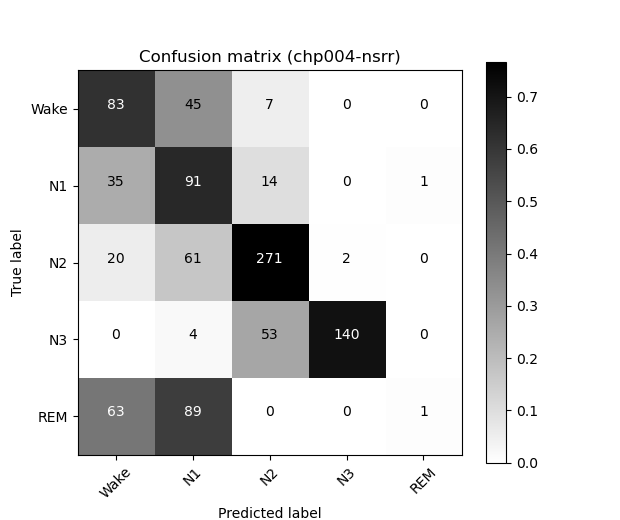 Confusion matrix (chp004-nsrr)
Wake 83 45 7 0 0
N1 35 91 14 0 1
N2 20 61 271 2 0
N3 0 4 53 140 0
REM 63 89 0 0 1
Wake N1 N2 N3 REM
True label
Predicted label
0.7
0.6
0.5
0.4
0.3
0.2
0.1
0.0